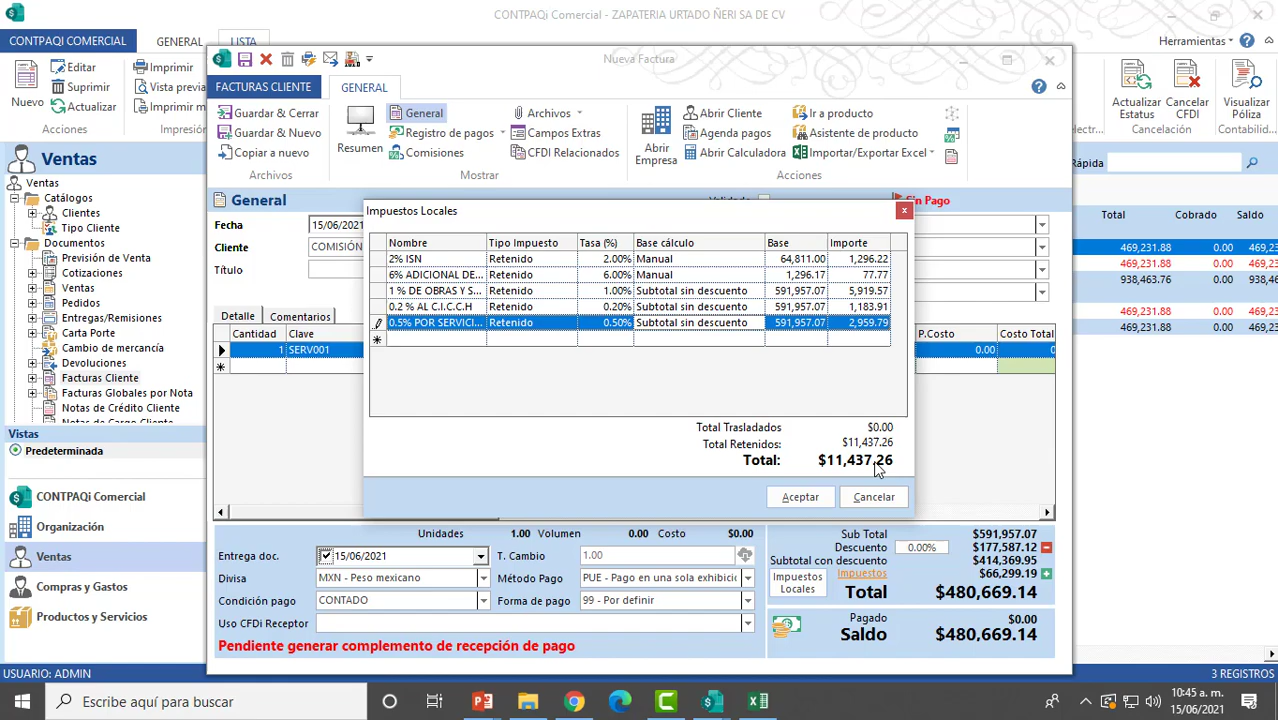 CONTPAQi Comercial - ZAPATERIA URTADO ÑERI SA DE CV
CONTPAQI COMERCIAL GENERAL LISTA Herramientas
Nuevo Editar Suprimir Actualizar Acciones
Imprimir Vista previa Imprimir m Impresión
Actualizar Estatus Cancelar CFDI Cancelación Visualizar Póliza Contabilidad..
Ventas
Rápida
Ventas
Catálogos
Clientes
Tipo Cliente
Documentos
Previsión de Venta
Cotizaciones
Ventas
Pedidos
Entregas/Remisiones
Carta Porte
Cambio de mercancía
Devoluciones
Facturas Cliente
Facturas Globales por Nota
Notas de Crédito Cliente
Notas de Cargo Cliente
Vistas
Predeterminada
CONTPAQi Comercial
Organización
Ventas
Compras y Gastos
Productos y Servicios
USUARIO: ADMIN
3 REGISTROS
Total Cobrado Saldo
469,231.88 0.00 469,231.88
938,463.76 0.00 938,463.76
0.00
469,231.88 0.00 469,231.88
Nueva Factura
FACTURAS CLIENTE GENERAL
Guardar & Cerrar
Guardar & Nuevo
Copiar a nuevo
Archivos
Resumen
General
Registro de pagos
Comisiones
Archivos
Campos Extras
CFDI Relacionados
Mostrar
Abrir Empresa
Abrir Cliente
Agenda pagos
Abrir Calculadora
Ir a producto
Asistente de producto
Importar/Exportar Excel
Acciones
General
Sin Pago
Fecha 15/06/2021
Cliente COMISIÓN
Título
Detalle Comentarios
Cantidad Clave P.Costo Costo Total
1 SERV001 0.00 0
Impuestos Locales
Nombre Tipo Impuesto Tasa (%) Base cálculo Base Importe
2% ISN Retenido 2.00% Manual 64,811.00 1,296.22
6% ADICIONAL DE... Retenido 6.00% Manual 1,296.17 77.77
1 % DE OBRAS Y S... Retenido 1.00% Subtotal sin descuento 591,957.07 5,919.57
0.2 % AL C.I.C.C.H Retenido 0.20% Subtotal sin descuento 591,957.07 1,183.91
0.5% POR SERVICI... Retenido 0.50% Subtotal sin descuento 591,957.07 2,959.79
Total Trasladados $0.00
Total Retenidos: $11,437.26
Total: $11,437.26
Aceptar Cancelar
Unidades 1.00 Volumen 0.00 Costo $0.00
Entrega doc. 15/06/2021 T. Cambio 1.00
Divisa MXN - Peso mexicano Método Pago PUE - Pago en una sola exhibició
Condición pago CONTADO Forma de pago 99 - Por definir
Uso CFDi Receptor
Pendiente generar complemento de recepción de pago
Sub Total $591,957.07
Descuento 0.00% $177,587.12
Subtotal con descuento $414,369.95
Impuestos Locales
Impuestos $66,299.19
Total $480,669.14
Pagado $0.00
Saldo $480,669.14
Escribe aquí para buscar
10:45 a. m.
15/06/2021